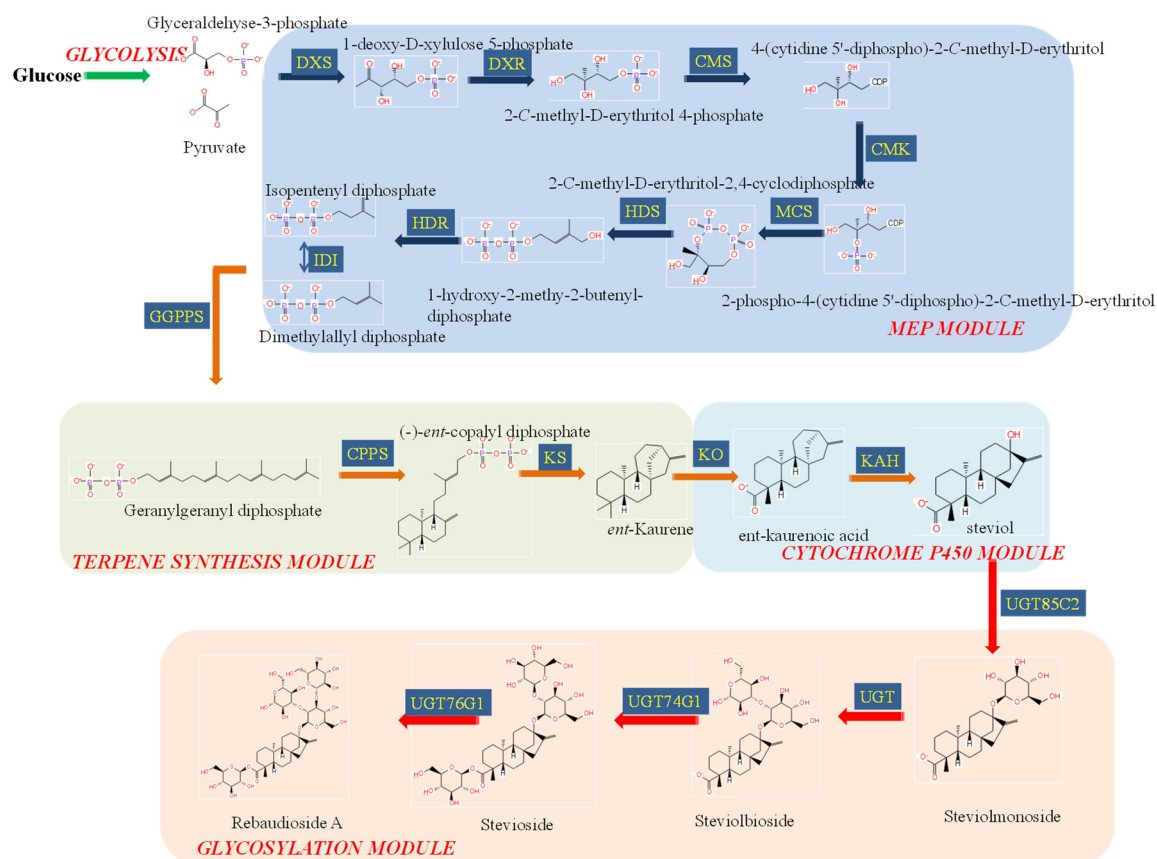 Glyceraldehyse-3-phosphate
GLYCOLYSIS
Glucose
Pyruvate
DXS
1-deoxy-D-xylulose 5-phosphate
DXR
2-C-methyl-D-erythritol 4-phosphate
CMS
4-(cytidine 5'-diphospho)-2-C-methyl-D-erythritol
CDP
CMK
2-C-methyl-D-erythritol-2,4-cyclodiphosphate
MCS
CDP
2-phospho-4-(cytidine 5'-diphospho)-2-C-methyl-D-erythritol
HDS
1-hydroxy-2-methy-2-butenyl-
diphosphate
HDR
Isopentenyl diphosphate
IDI
Dimethylallyl diphosphate
MEP MODULE
GGPPS
Geranylgeranyl diphosphate
CPPS
(-)-ent-copalyl diphosphate
KS
ent-Kaurene
TERPENE SYNTHESIS MODULE
KO
ent-kaurenoic acid
KAH
steviol
CYTOCHROME P450 MODULE
UGT85C2
Steviolmonoside
UGT
Steviolbioside
UGT74G1
Stevioside
UGT76G1
Rebaudioside A
GLYCOSYLATION MODULE